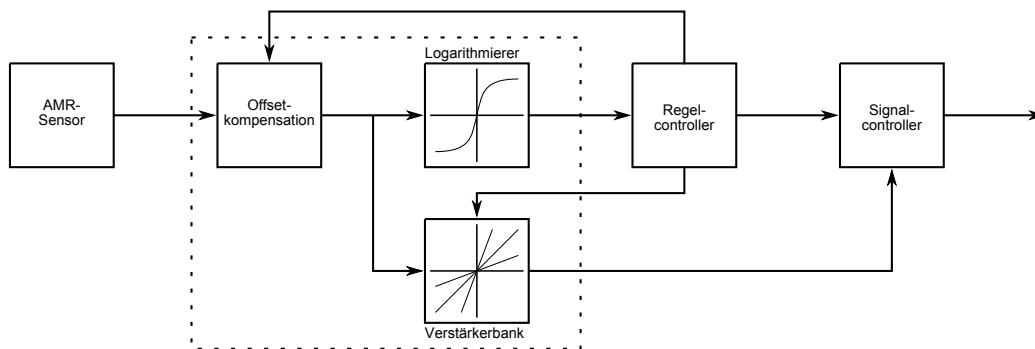 Logarithmierer
AMR-
Sensor
Offset-
kompensation
Regel-
controller
Signal-
controller
Verstärkerbank